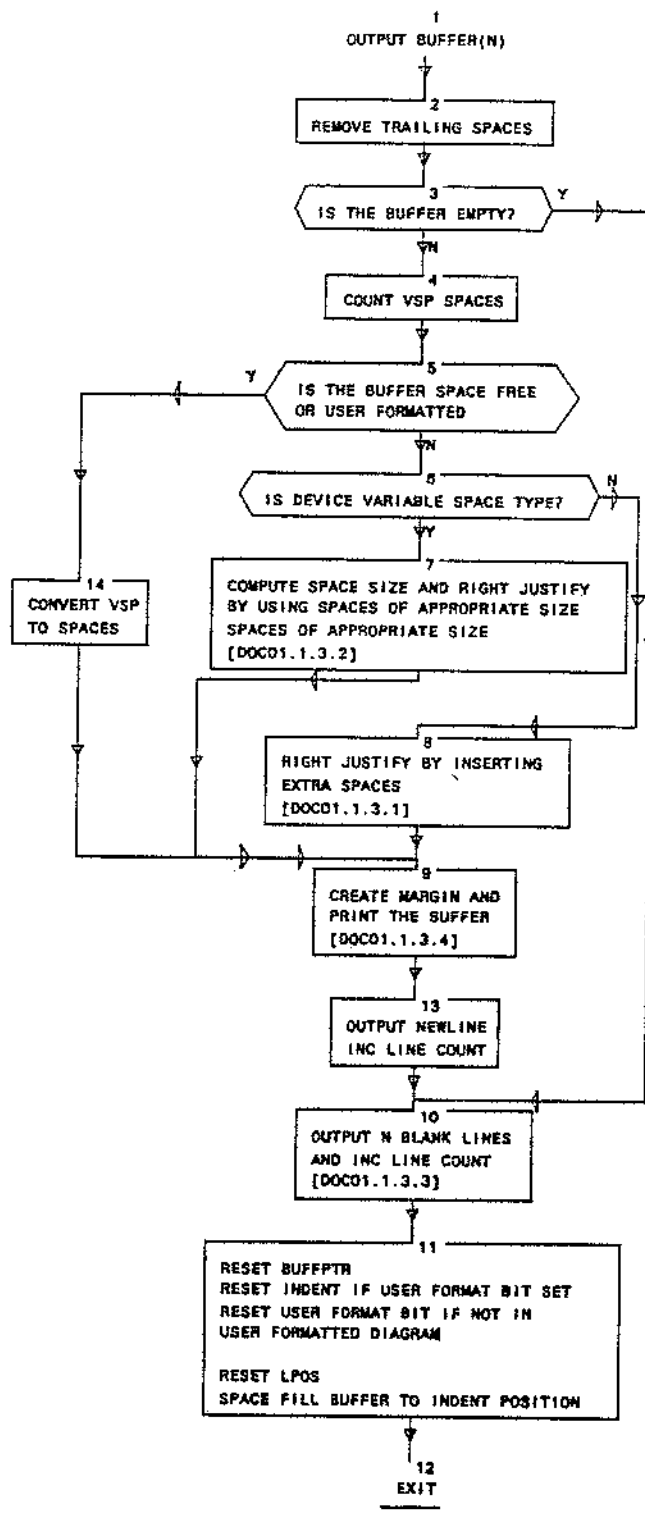 1
OUTPUT BUFFER(N)
2
REMOVE TRAILING SPACES
3
Y
IS THE BUFFER EMPTY?
N
4
COUNT VSP SPACES
5
Y
IS THE BUFFER SPACE FREE
OR USER FORMATTED
N
6
N
IS DEVICE VARIABLE SPACE TYPE?
Y
7
COMPUTE SPACE SIZE AND RIGHT JUSTIFY
BY USING SPACES OF APPROPRIATE SIZE
SPACES OF APPROPRIATE SIZE
[DOC01.1.3.2]
14
CONVERT VSP
TO SPACES
8
RIGHT JUSTIFY BY INSERTING
EXTRA SPACES
[DOC01.1.3.1]
9
CREATE MARGIN AND
PRINT THE BUFFER
[DOC01.1.3.4]
13
OUTPUT NEWLINE
INC LINE COUNT
10
OUTPUT N BLANK LINES
AND INC LINE COUNT
[DOC01.1.3.3]
11
RESET BUFFPTR
RESET INDENT IF USER FORMAT BIT SET
RESET USER FORMAT BIT IF NOT IN
USER FORMATTED DIAGRAM
RESET LPOS
SPACE FILL BUFFER TO INDENT POSITION
12
EXIT